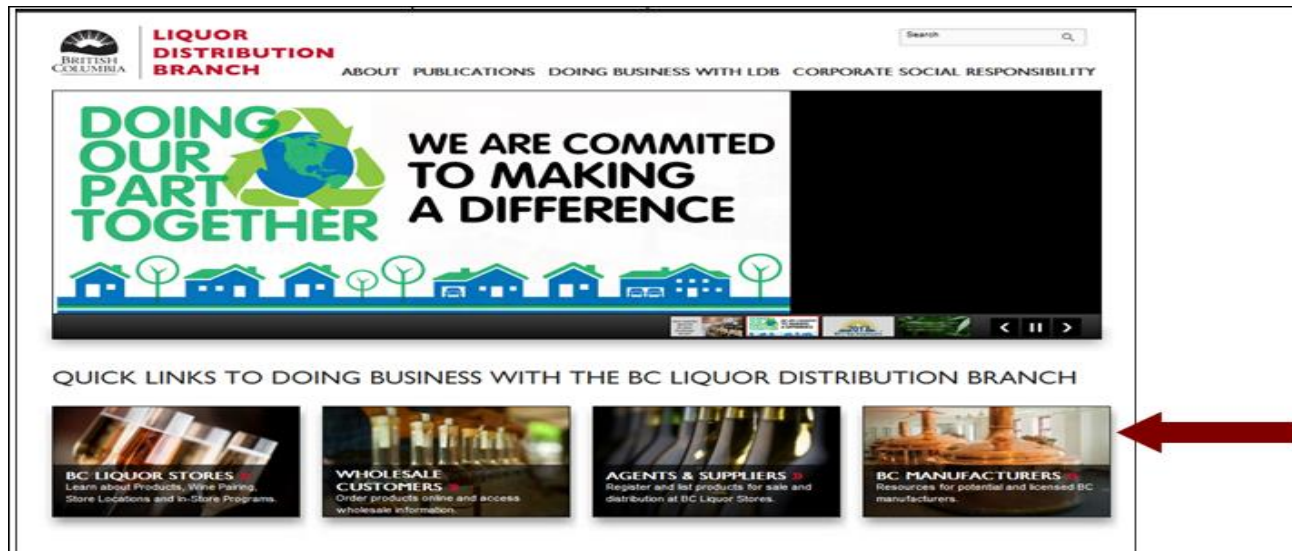 BRITISH
COLUMBIA
LIQUOR
DISTRIBUTION
BRANCH
Search
ABOUT PUBLICATIONS DOING BUSINESS WITH LDB CORPORATE SOCIAL RESPONSIBILITY
DOING
OUR
PART
TOGETHER
WE ARE COMMITED
TO MAKING
A DIFFERENCE
QUICK LINKS TO DOING BUSINESS WITH THE BC LIQUOR DISTRIBUTION BRANCH
BC LIQUOR STORES »
Learn about Products, Wine Pairing,
Store Locations and In-Store Programs.
WHOLESALE
CUSTOMERS »
Order products online and access
wholesale information.
AGENTS & SUPPLIERS »
Register and list products for sale and
distribution at BC Liquor Stores.
BC MANUFACTURERS »
Resources for potential and licensed BC
manufacturers.